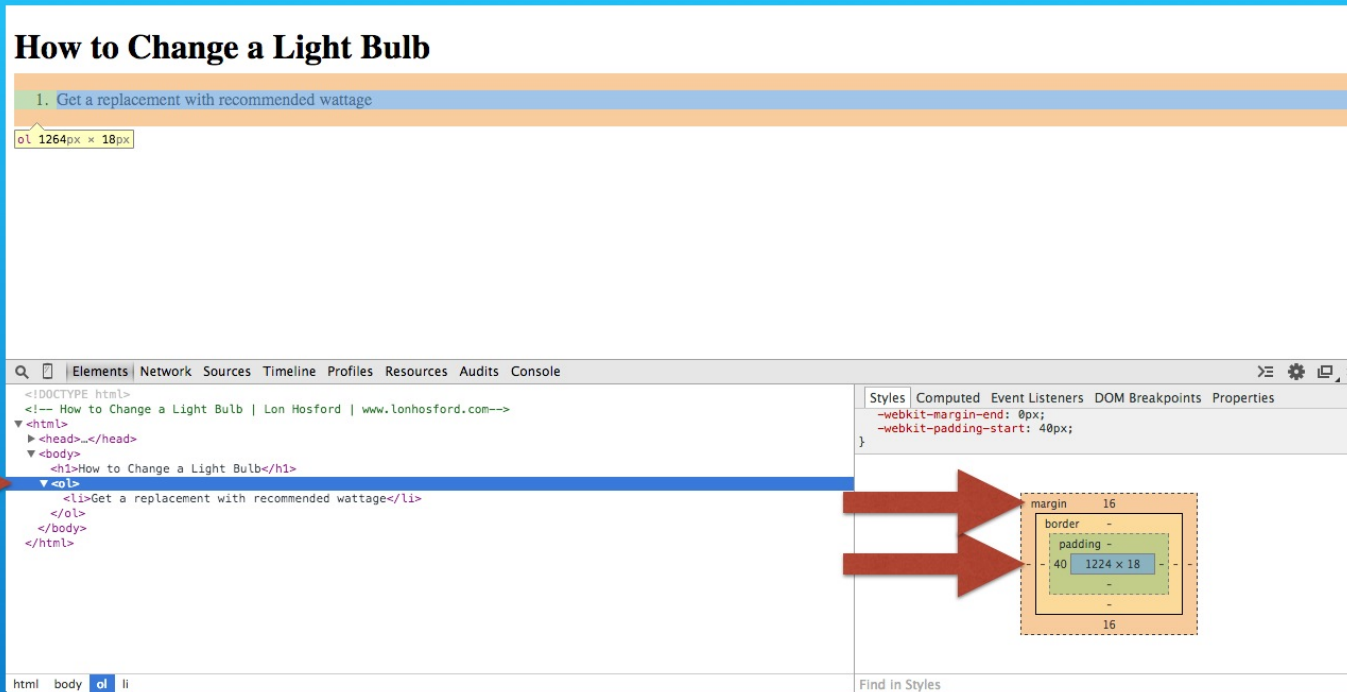 How to Change a Light Bulb
1. Get a replacement with recommended wattage
ol 1264px × 18px
Elements Network Sources Timeline Profiles Resources Audits Console
<!DOCTYPE html>
<!-- How to Change a Light Bulb | Lon Hosford | www.lonhosford.com-->
▼<html>
▶<head>…</head>
▼<body>
<h1>How to Change a Light Bulb</h1>
▼<ol>
<li>Get a replacement with recommended wattage</li>
</ol>
</body>
</html>
html body ol li
Styles Computed Event Listeners DOM Breakpoints Properties
-webkit-margin-end: 0px;
-webkit-padding-start: 40px;
}
margin 16
border -
padding -
- - 40 1224 × 18 - - -
-
-
16
Find in Styles